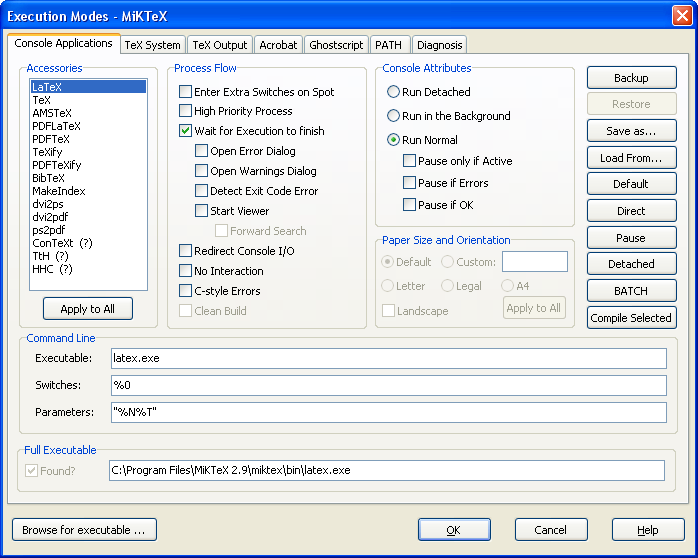 Execution Modes - MiKTeX
Console Applications
TeX System
TeX Output
Acrobat
Ghostscript
PATH
Diagnosis
Accessories
LaTeX
TeX
AMSTeX
PDFLaTeX
PDFTeX
TeXify
PDFTeXify
BibTeX
MakeIndex
dvi2ps
dvi2pdf
ps2pdf
ConTeXt (?)
TtH (?)
HHC (?)
Apply to All
Process Flow
Enter Extra Switches on Spot
High Priority Process
Wait for Execution to finish
Open Error Dialog
Open Warnings Dialog
Detect Exit Code Error
Start Viewer
Forward Search
Redirect Console I/O
No Interaction
C-style Errors
Clean Build
Console Attributes
Run Detached
Run in the Background
Run Normal
Pause only if Active
Pause if Errors
Pause if OK
Paper Size and Orientation
Default
Custom:
Letter
Legal
A4
Landscape
Apply to All
Backup
Restore
Save as...
Load From...
Default
Direct
Pause
Detached
BATCH
Compile Selected
Command Line
Executable:
latex.exe
Switches:
%0
Parameters:
"%N%T"
Full Executable
Found?
C:\Program Files\MiKTeX 2.9\miktex\bin\latex.exe
Browse for executable ...
OK
Cancel
Help